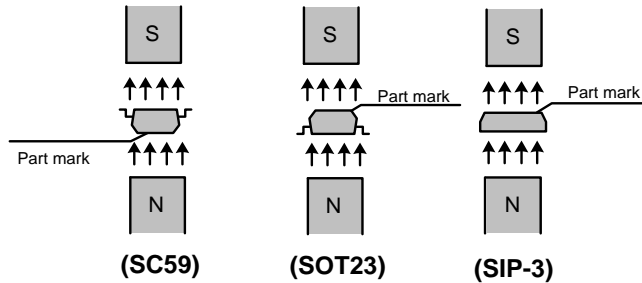 S S S
Part mark Part mark
Part mark
N N N
(SC59) (SOT23) (SIP-3)